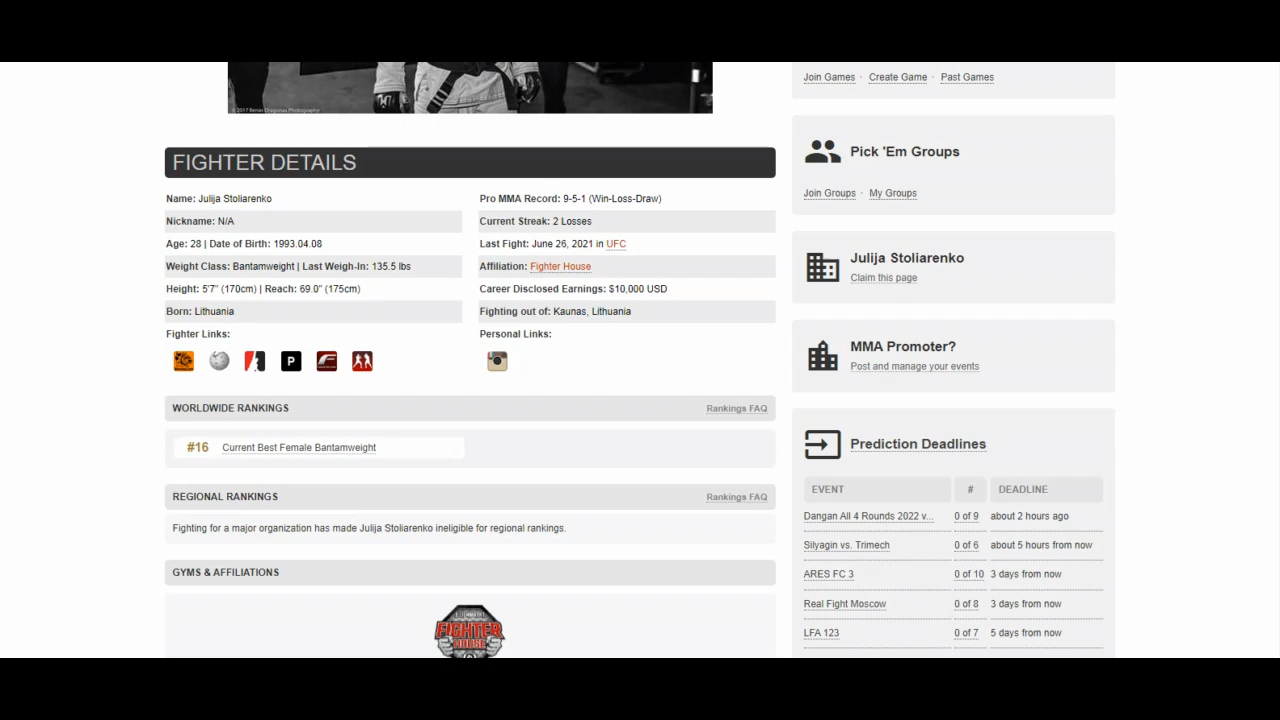 © 2017 Benas Draganas Photography
FIGHTER DETAILS
Name: Julija Stoliarenko
Nickname: N/A
Age: 28 | Date of Birth: 1993.04.08
Weight Class: Bantamweight | Last Weigh-In: 135.5 lbs
Height: 5'7" (170cm) | Reach: 69.0" (175cm)
Born: Lithuania
Fighter Links:
P
Pro MMA Record: 9-5-1 (Win-Loss-Draw)
Current Streak: 2 Losses
Last Fight: June 26, 2021 in UFC
Affiliation: Fighter House
Career Disclosed Earnings: $10,000 USD
Fighting out of: Kaunas, Lithuania
Personal Links:
WORLDWIDE RANKINGS Rankings FAQ
#16 Current Best Female Bantamweight
REGIONAL RANKINGS Rankings FAQ
Fighting for a major organization has made Julija Stoliarenko ineligible for regional rankings.
GYMS & AFFILIATIONS
FIGHTER
HOUSE
Join Games · Create Game · Past Games
Pick 'Em Groups
Join Groups · My Groups
Julija Stoliarenko
Claim this page
MMA Promoter?
Post and manage your events
Prediction Deadlines
EVENT # DEADLINE
Dangan All 4 Rounds 2022 v... 0 of 9 about 2 hours ago
Silyagin vs. Trimech 0 of 6 about 5 hours from now
ARES FC 3 0 of 10 3 days from now
Real Fight Moscow 0 of 8 3 days from now
LFA 123 0 of 7 5 days from now